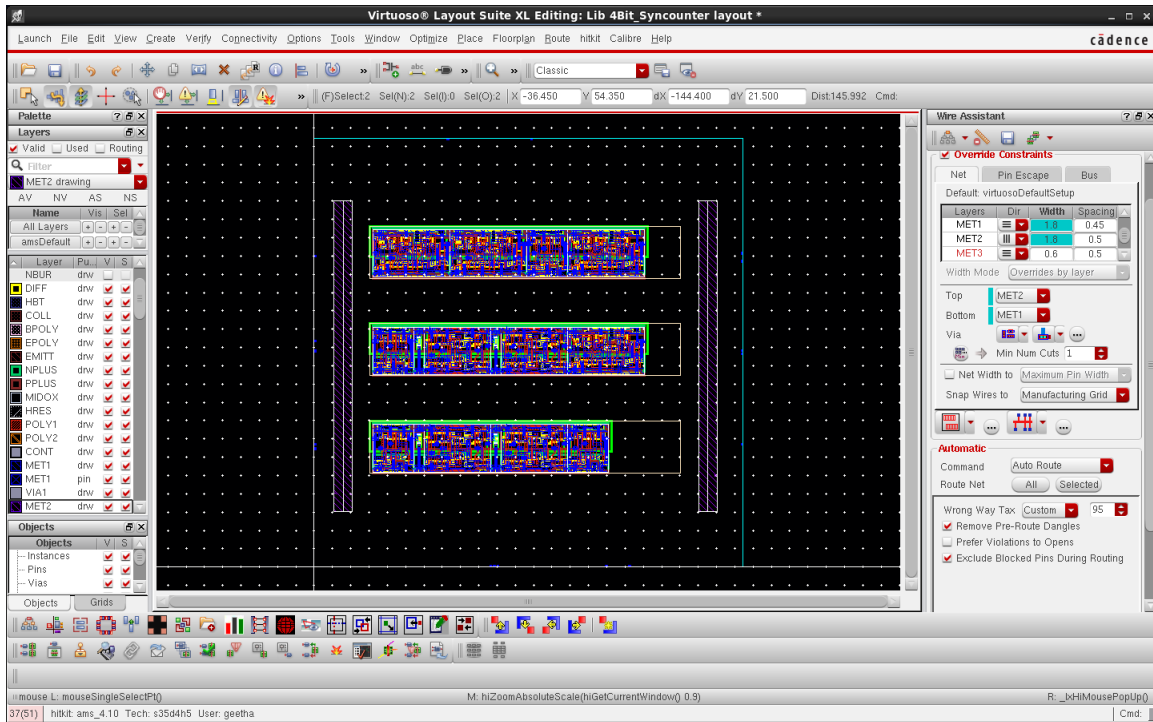 Virtuoso® Layout Suite XL Editing: Lib 4Bit_Syncounter layout *
Launch File Edit View Create Verify Connectivity Options Tools Window Optimize Place Floorplan Route hitkit Calibre Help
cādence
» » » Classic
» (F)Select:2 Sel(N):2 Sel(I):0 Sel(O):2 X -36.450 Y 54.350 dX -144.400 dY 21.500 Dist:145.992 Cmd:
Palette
Layers
Valid Used Routing
Filter
MET2 drawing
AV NV AS NS
Name Vis Sel
All Layers + - + -
amsDefault + - + -
Layer Pu... V S
NBUR drw
DIFF drw
HBT drw
COLL drw
BPOLY drw
EPOLY drw
EMITT drw
NPLUS drw
PPLUS drw
MIDOX drw
HRES drw
POLY1 drw
POLY2 drw
CONT drw
MET1 drw
MET1 pin
VIA1 drw
MET2 drw
Objects
Objects V S
Instances
Pins
Vias
Objects Grids
Wire Assistant
Override Constraints
Net Pin Escape Bus
Default: virtuosoDefaultSetup
Layers Dir Width Spacing
MET1 1.8 0.45
MET2 1.8 0.5
MET3 0.6 0.5
Width Mode Overrides by layer
Top MET2
Bottom MET1
Via
Min Num Cuts 1
Net Width to Maximum Pin Width
Snap Wires to Manufacturing Grid
Automatic
Command Auto Route
Route Net All Selected
Wrong Way Tax Custom 95
Remove Pre-Route Dangles
Prefer Violations to Opens
Exclude Blocked Pins During Routing
mouse L: mouseSingleSelectPt() M: hiZoomAbsoluteScale(hiGetCurrentWindow() 0.9) R: _lxHiMousePopUp()
37(51) hitkit: ams_4.10 Tech: s35d4h5 User: geetha Cmd: